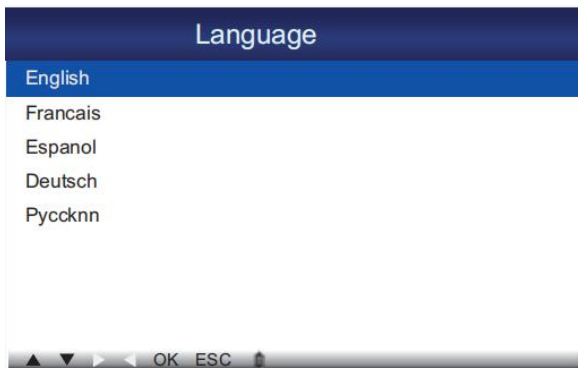 Language
English
Francais
Espanol
Deutsch
Pyccknn
OK ESC